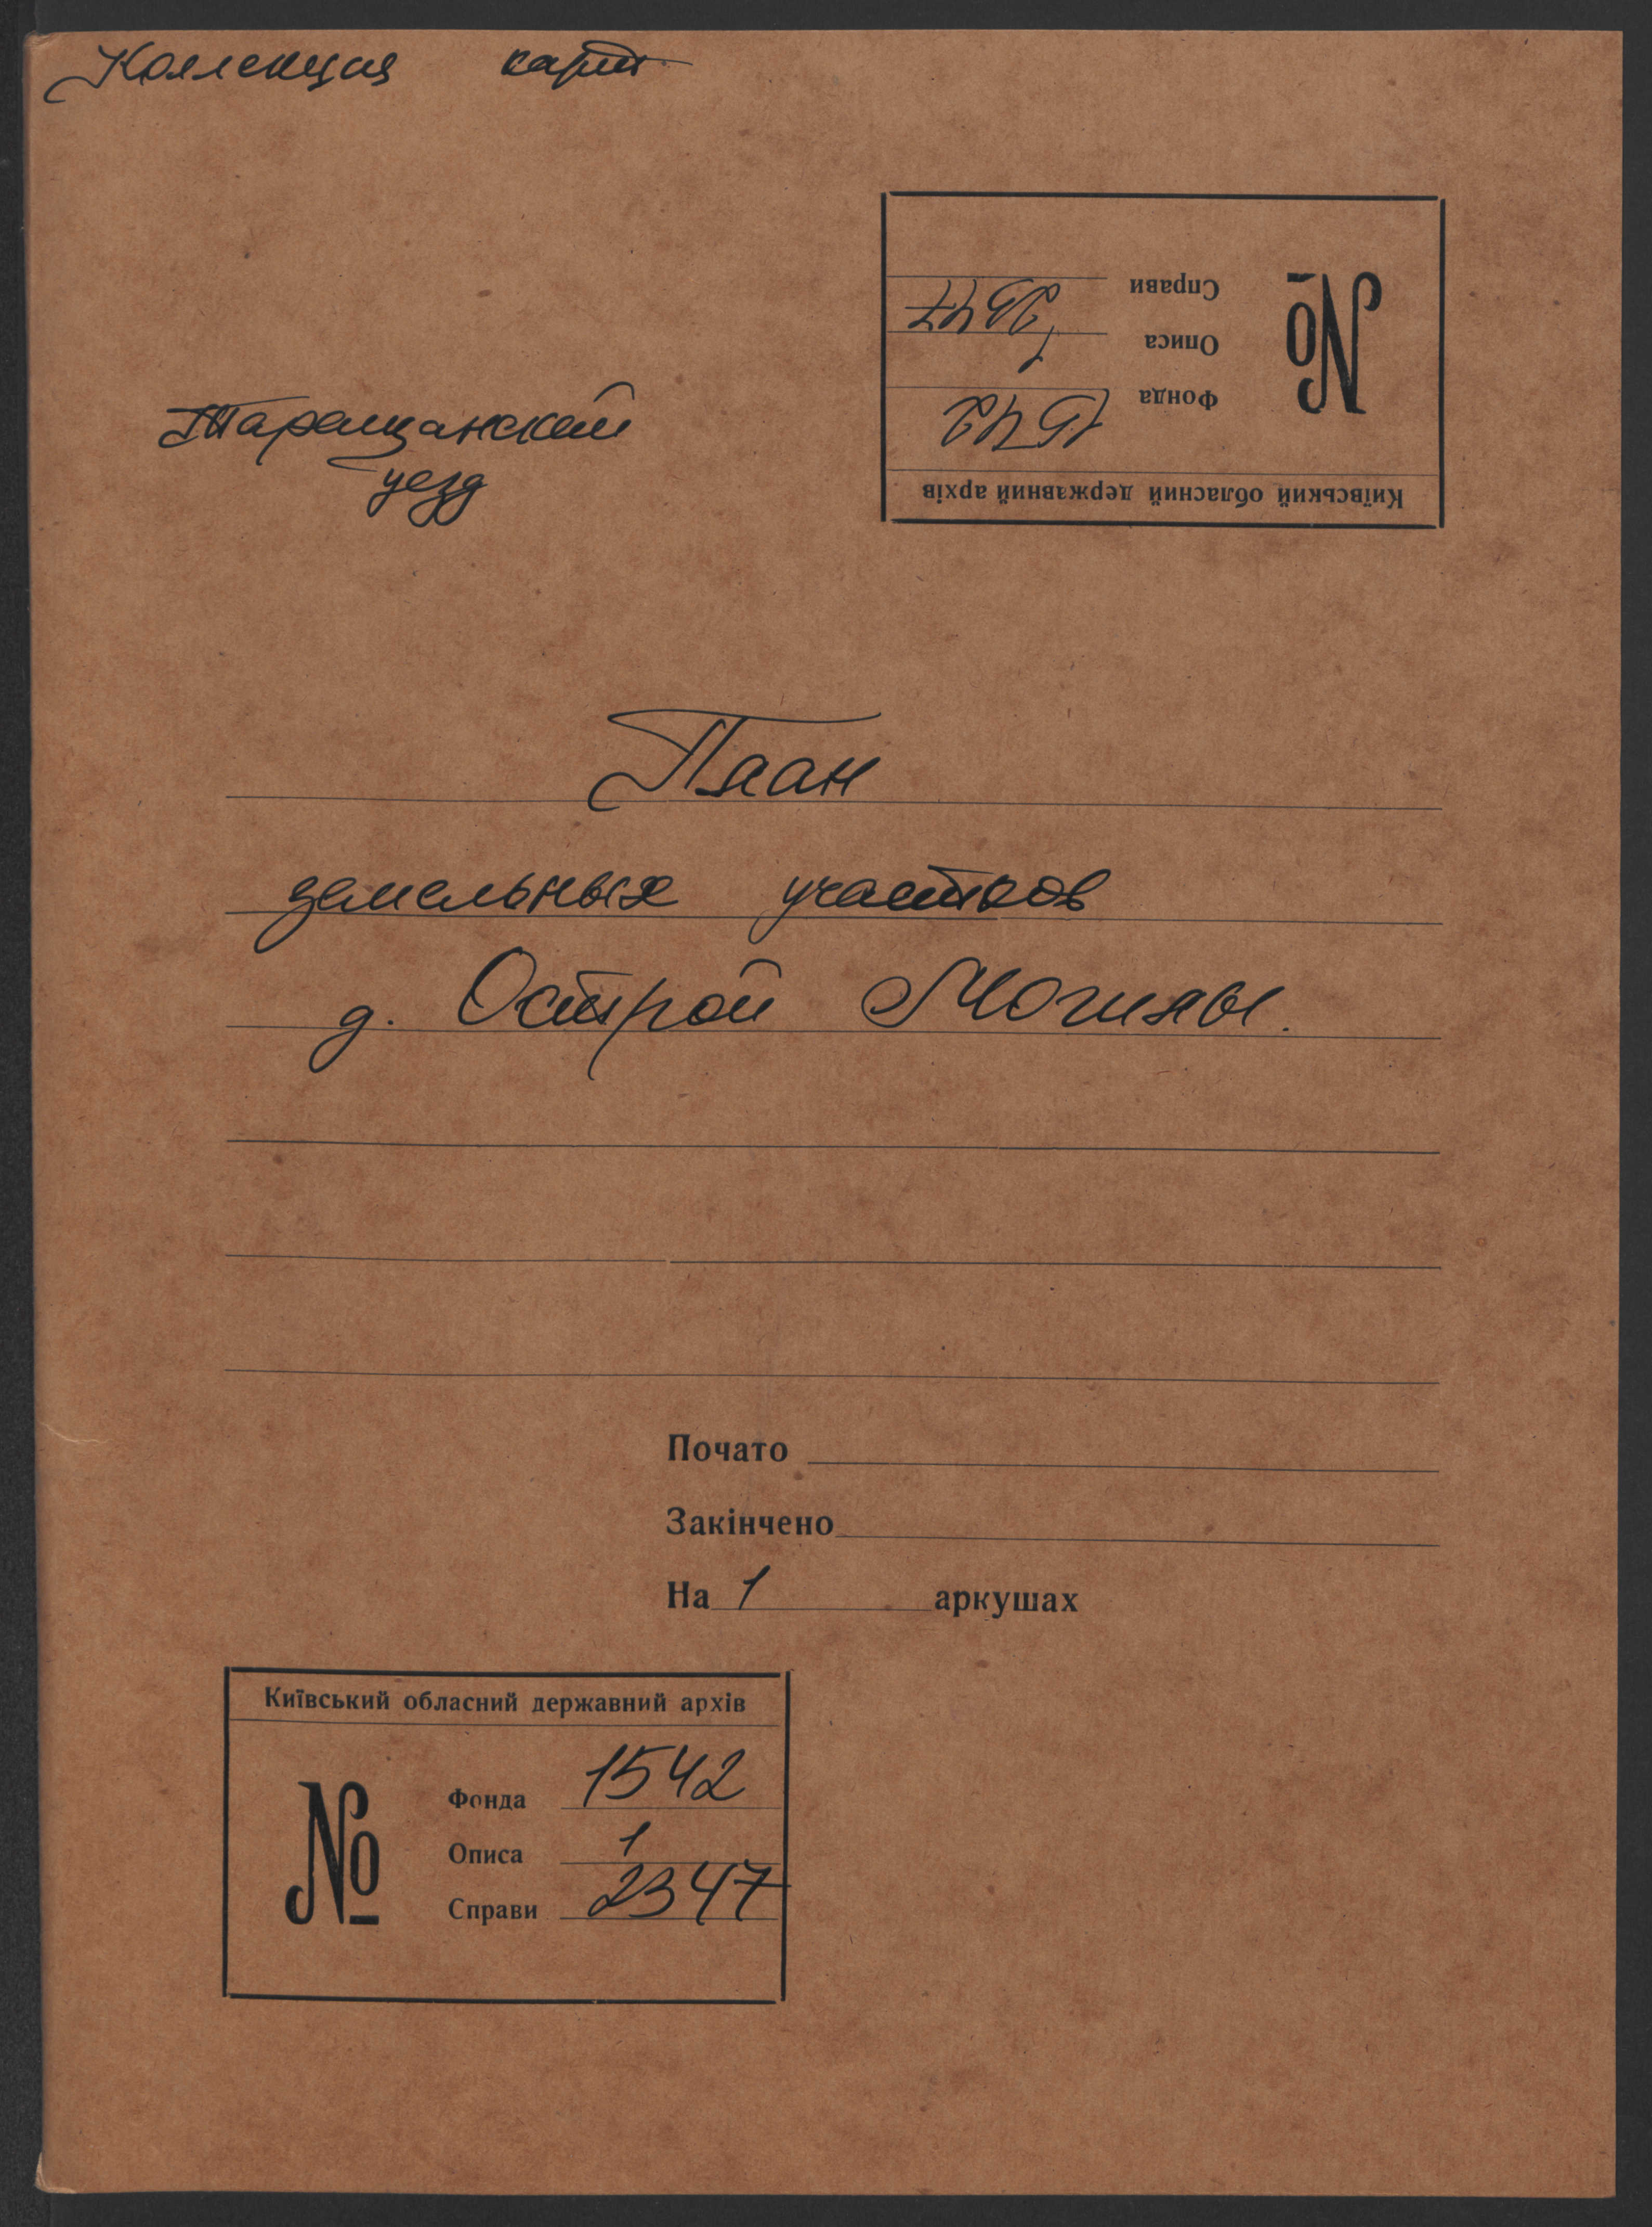 Коллекция карт
Київський обласний державний архів
№
Фонда 1542
Описа 1
Справи 2347
Таращанский
уезд
План
земельных участков
д. Острой Могилы.
Почато
Закінчено
На 1 аркушах
Київський обласний державний архів
№
Фонда 1542
Описа 1
Справи 2347